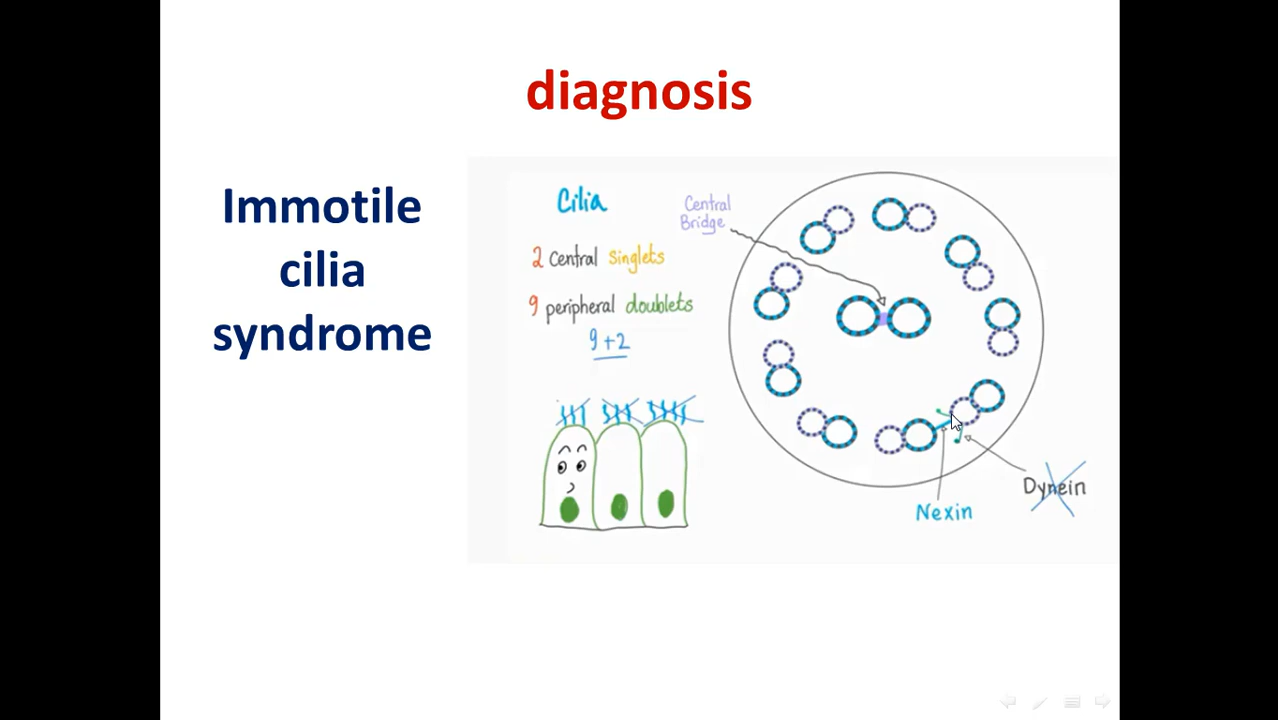 diagnosis
Immotile
cilia
syndrome
Cilia
2 Central Singlets
9 peripheral doublets
9+2
Central
Bridge
Nexin
Dynein